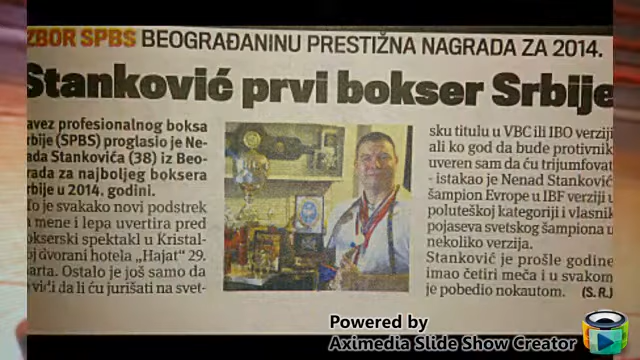 ZBOR SPBS BEOGRAĐANINU PRESTIŽNA NAGRADA ZA 2014.
Stanković prvi bokser Srbije
avez profesionalnog boksa
rbije (SPBS) proglasio je Ne-
ada Stankovića (38) iz Beo-
rada za najboljeg boksera
rbije u 2014. godini.
To je svakako novi podstrek
a mene i lepa uvertira pred
okserski spektakl u Kristal-
oj dvorani hotela „Hajat" 29.
arta. Ostalo je još samo da
vidi da li ću jurišati na svet-
sku titulu u VBC ili IBO verziji
ali ko god da bude protivnik
uveren sam da ću trijumfovat
- istakao je Nenad Stanković
šampion Evrope u IBF verziji u
poluteškoj kategoriji i vlasnik
pojaseva svetskog šampiona u
nekoliko verzija.
Stanković je prošle godine
imao četiri meča i u svakom
je pobedio nokautom. (S. R.)
Powered by
Aximedia Slide Show Creator